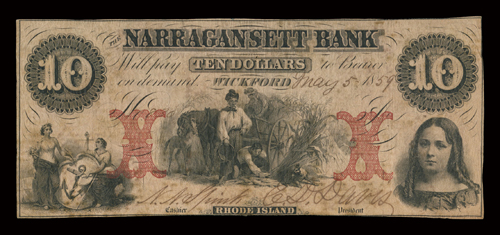 THE NARRAGANSETT BANK
10 Will pay TEN DOLLARS to Bearer 10
on demand WICKFORD May 5 1859
X X
Cashier RHODE ISLAND President